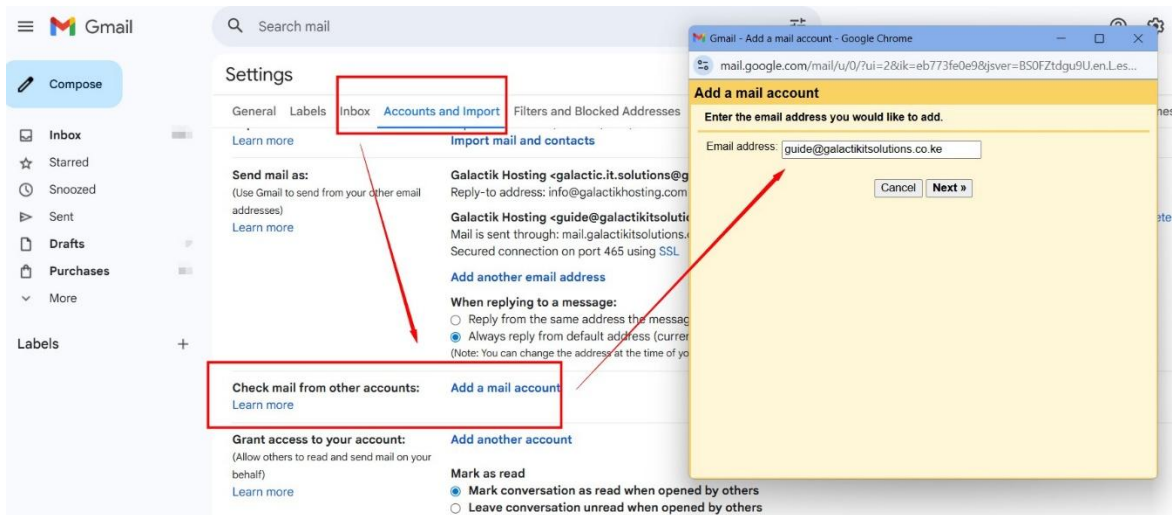 Gmail
Search mail
Compose
Inbox
Starred
Snoozed
Sent
Drafts
Purchases
More
Labels
Settings
General Labels Inbox Accounts and Import Filters and Blocked Addresses
Learn more
Import mail and contacts
Send mail as:
(Use Gmail to send from your other email
addresses)
Learn more
Galactik Hosting <galactic.it.solutions@g
Reply-to address: info@galactikhosting.com
Galactik Hosting <guide@galactikitsolutio
Mail is sent through: mail.galactikitsolutions.
Secured connection on port 465 using SSL
Add another email address
When replying to a message:
Reply from the same address the messag
Always reply from default address (curren
(Note: You can change the address at the time of yo
Check mail from other accounts:
Learn more
Add a mail account
Grant access to your account:
(Allow others to read and send mail on your
behalf)
Learn more
Add another account
Mark as read
Mark conversation as read when opened by others
Leave conversation unread when opened by others
Gmail - Add a mail account - Google Chrome
mail.google.com/mail/u/0/?ui=2&ik=eb773fe0e9&jsver=BS0FZtdgu9U.en.L.es...
Add a mail account
Enter the email address you would like to add.
Email address: guide@galactikitsolutions.co.ke
Cancel Next »